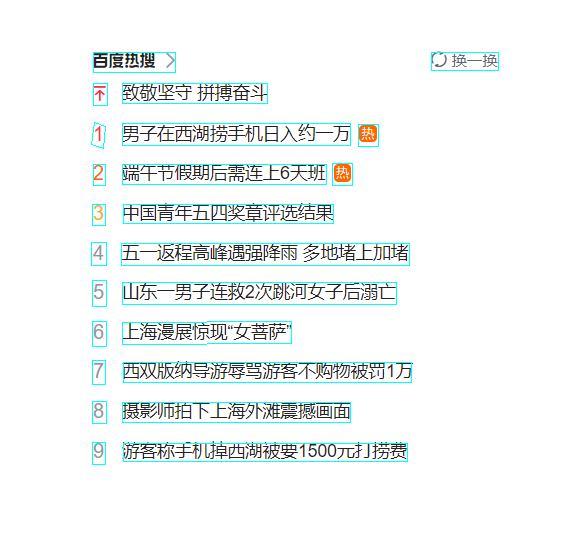 百度热搜 > 换一换
致敬坚守 拼搏奋斗
1 男子在西湖捞手机日入约一万 热
2 端午节假期后需连上6天班 热
3 中国青年五四奖章评选结果
4 五一返程高峰遇强降雨 多地堵上加堵
5 山东一男子连救2次跳河女子后溺亡
6 上海漫展惊现“女菩萨”
7 西双版纳导游辱骂游客不购物被罚1万
8 摄影师拍下上海外滩震撼画面
9 游客称手机掉西湖被要1500元打捞费